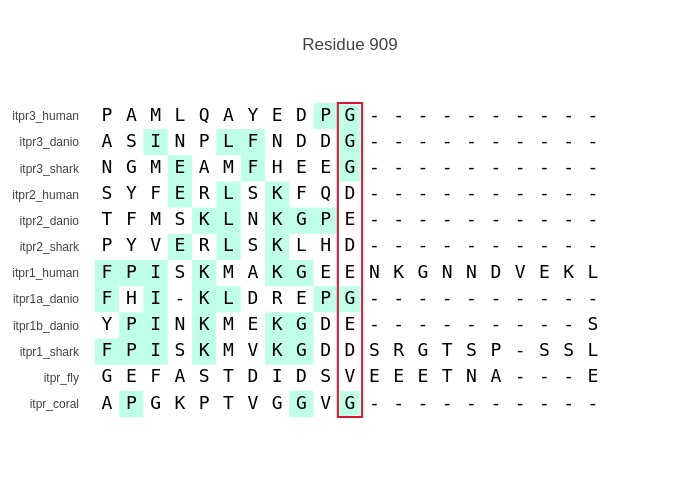 Residue 909
itpr3_human P A M L Q A Y E D P G - - - - - - - - - -
itpr3_danio A S I N P L F N D D G - - - - - - - - - -
itpr3_shark N G M E A M F H E E G - - - - - - - - - -
itpr2_human S Y F E R L S K F Q D - - - - - - - - - -
itpr2_danio T F M S K L N K G P E - - - - - - - - - -
itpr2_shark P Y V E R L S K L H D - - - - - - - - - -
itpr1_human F P I S K M A K G E E N K G N N D V E K L
itpr1a_danio F H I - K L D R E P G - - - - - - - - - -
itpr1b_danio Y P I N K M E K G D E - - - - - - - - - S
itpr1_shark F P I S K M V K G D D S R G T S P - S S L
itpr_fly G E F A S T D I D S V E E E T N A - - - E
itpr_coral A P G K P T V G G V G - - - - - - - - - -